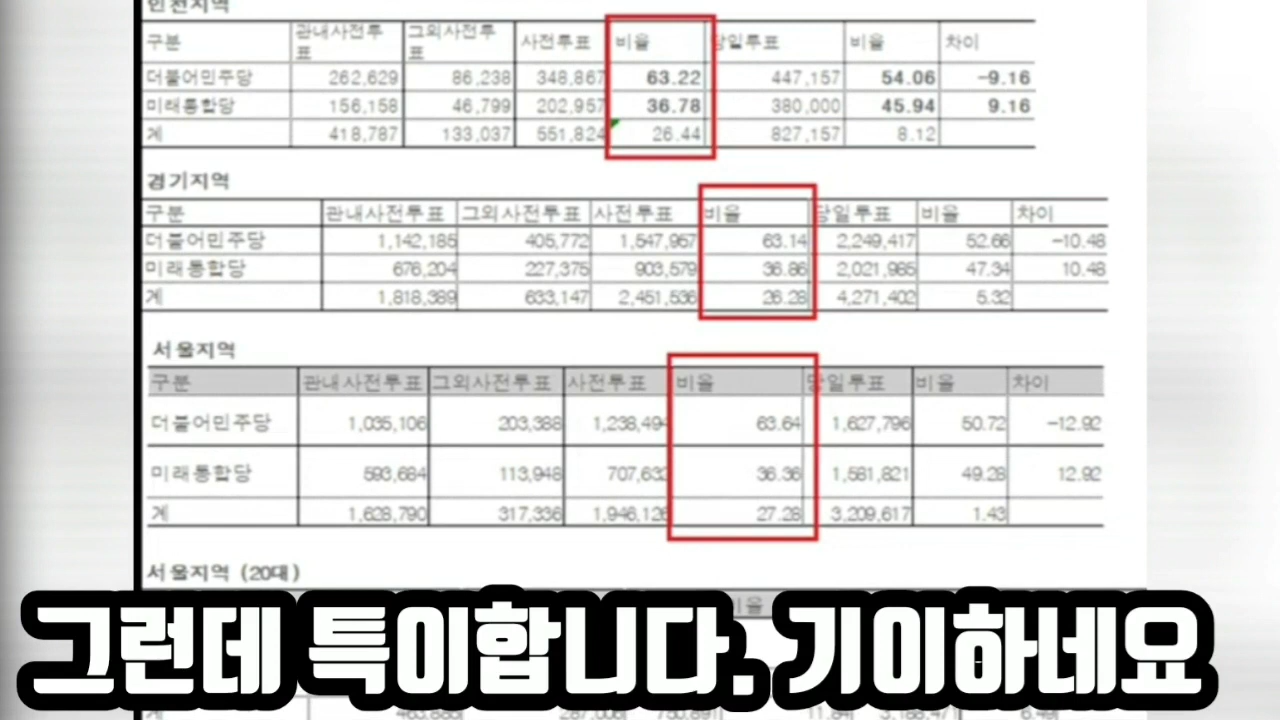 인천지역
구분 관내사전투표 그외사전투표 사전투표 비율 당일투표 비율 차이
더불어민주당 262,629 86,238 348,867 63.22 447,157 54.06 -9.16
미래통합당 156,158 46,799 202,957 36.78 380,000 45.94 9.16
계 418,787 133,037 551,824 26.44 827,157 8.12
경기지역
구분 관내사전투표 그외사전투표 사전투표 비율 당일투표 비율 차이
더불어민주당 1,142,185 405,772 1,547,957 63.14 2,249,417 52.66 -10.48
미래통합당 676,204 227,375 903,579 36.86 2,021,985 47.34 10.48
계 1,818,389 633,147 2,451,536 26.28 4,271,402 5.32
서울지역
구분 관내사전투표 그외사전투표 사전투표 비율 당일투표 비율 차이
더불어민주당 1,035,106 203,388 1,238,494 63.64 1,627,796 50.72 -12.92
미래통합당 593,684 113,948 707,632 36.36 1,581,821 49.28 12.92
계 1,628,790 317,336 1,946,126 27.28 3,209,617 1.43
서울지역 (20대)
비율
그런데 특이합니다. 기이하네요
계